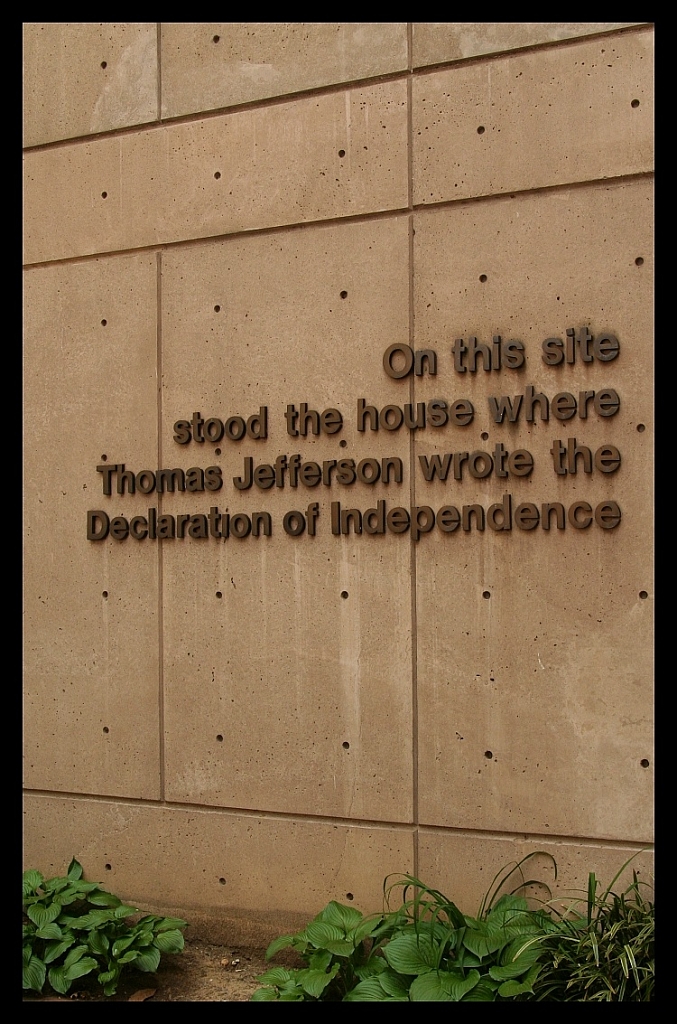 On this site
stood the house where
Thomas Jefferson wrote the
Declaration of Independence